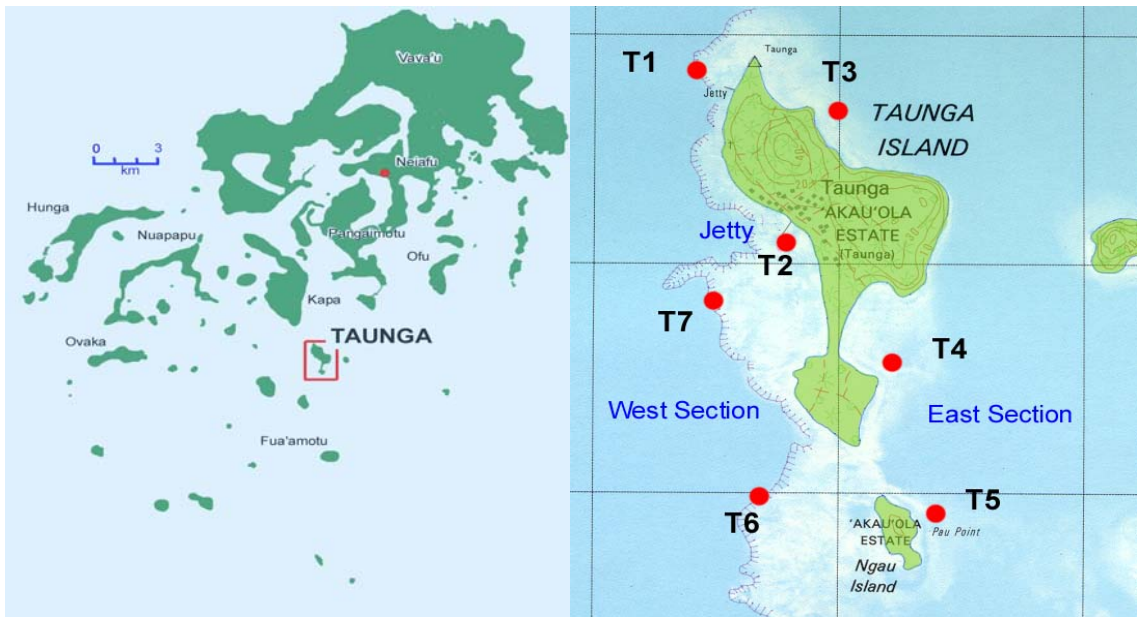 Vava'u
0 3
km
Neiafu
Hunga
Pangaimotu
Nuapapu
Ofu
Kapa
Ovaka
TAUNGA
Fua'amotu
T1
Taunga
T3
Jetty
TAUNGA
ISLAND
20
Taunga
'AKAU'OLA
ESTATE
(Taunga)
Jetty
T2
T7
T4
West Section
East Section
T6
T5
'AKAU'OLA
ESTATE
Pau Point
Ngau
Island